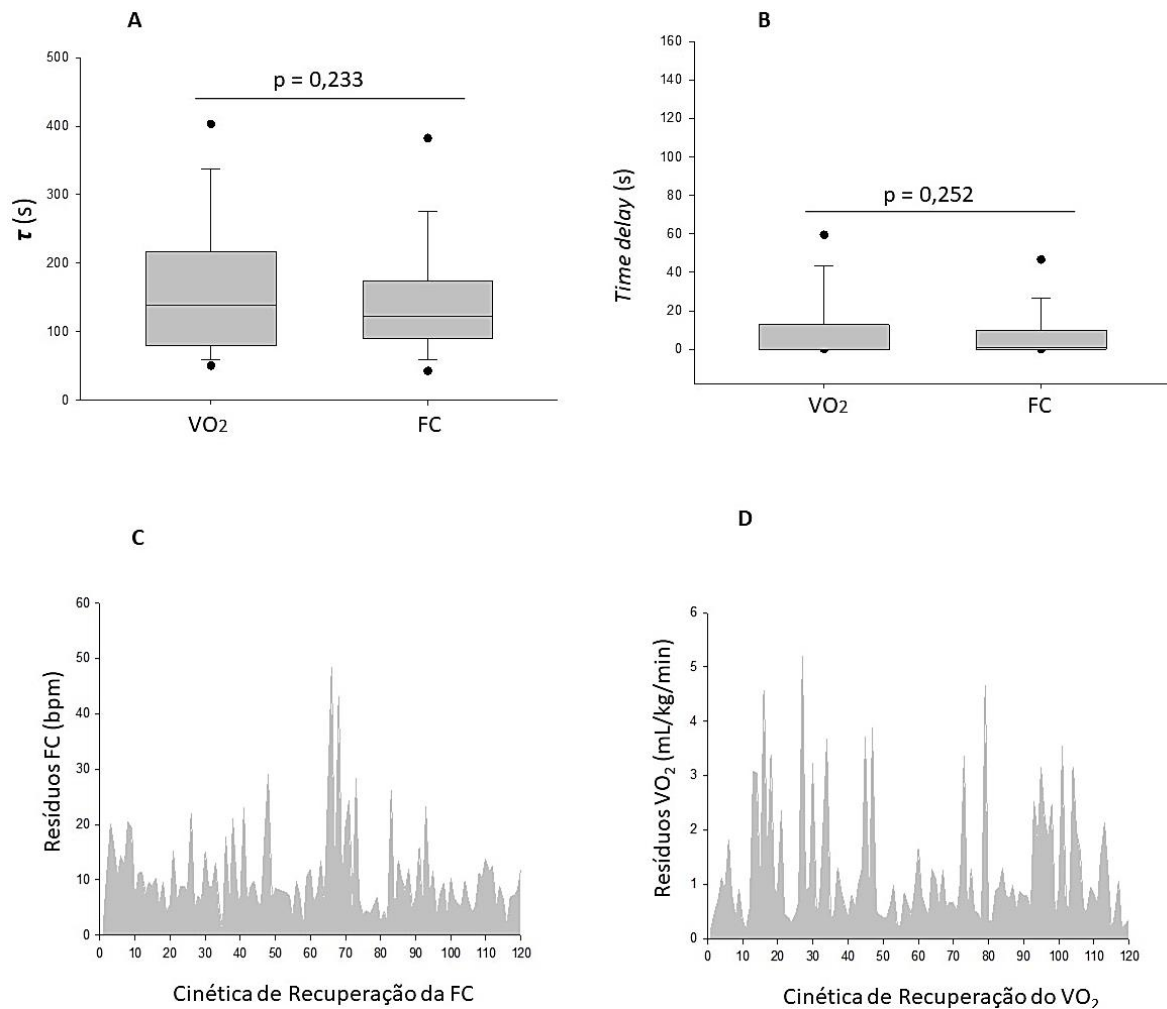 A
500
400
300
200
100
0
τ (s)
p = 0,233
VO2
FC
B
160
140
120
100
80
60
40
20
0
Time delay (s)
p = 0,252
VO2
FC
C
60
50
40
30
20
10
0
Resíduos FC (bpm)
0 10 20 30 40 50 60 70 80 90 100 110 120
Cinética de Recuperação da FC
D
6
5
4
3
2
1
0
Resíduos VO2 (mL/kg/min)
0 10 20 30 40 50 60 70 80 90 100 110 120
Cinética de Recuperação do VO2